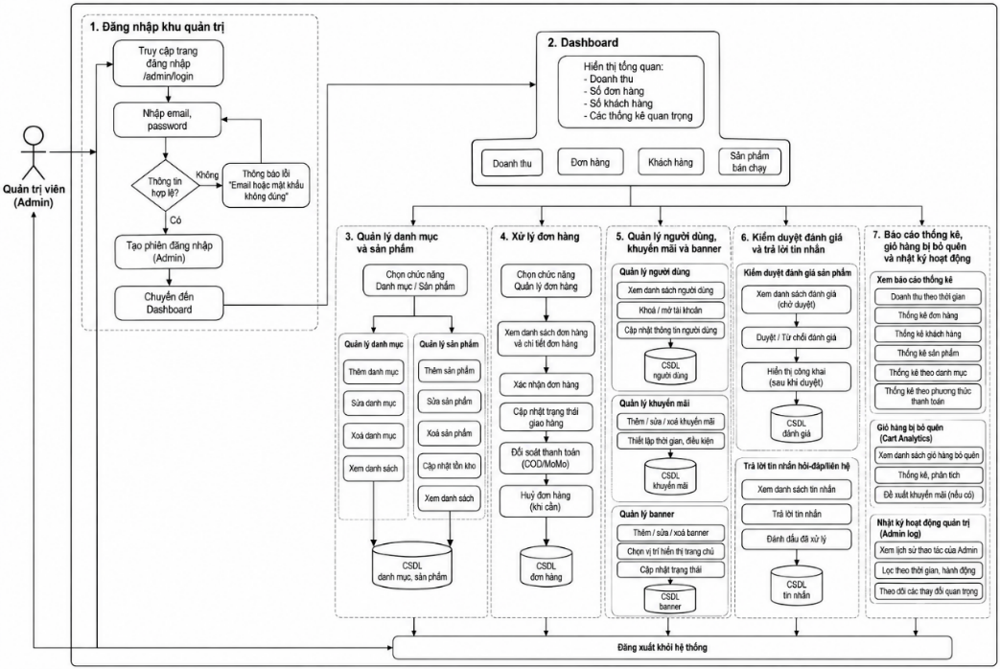 1. Đăng nhập khu quản trị
Truy cập trang
đăng nhập
/admin/login
Nhập email,
password
Thông tin
hợp lệ?
Không
Thông báo lỗi
"Email hoặc mật khẩu
không đúng"
Có
Tạo phiên đăng nhập
(Admin)
Chuyển đến
Dashboard
Quản trị viên
(Admin)
2. Dashboard
Hiển thị tổng quan:
- Doanh thu
- Số đơn hàng
- Số khách hàng
- Các thống kê quan trọng
Doanh thu
Đơn hàng
Khách hàng
Sản phẩm
bán chạy
3. Quản lý danh mục
và sản phẩm
Chọn chức năng
Danh mục / Sản phẩm
Quản lý danh mục
Thêm danh mục
Sửa danh mục
Xoá danh mục
Xem danh sách
Quản lý sản phẩm
Thêm sản phẩm
Sửa sản phẩm
Xoá sản phẩm
Cập nhật tồn kho
Xem danh sách
CSDL
danh mục, sản phẩm
4. Xử lý đơn hàng
Chọn chức năng
Quản lý đơn hàng
Xem danh sách đơn hàng
và chi tiết đơn hàng
Xác nhận đơn hàng
Cập nhật trạng thái
giao hàng
Đối soát thanh toán
(COD/MoMo)
Huỷ đơn hàng
(khi cần)
CSDL
đơn hàng
5. Quản lý người dùng,
khuyến mãi và banner
Quản lý người dùng
Xem danh sách người dùng
Khoá / mở tài khoản
Cập nhật thông tin người dùng
CSDL
người dùng
Quản lý khuyến mãi
Thêm / sửa / xoá khuyến mãi
Thiết lập thời gian, điều kiện
CSDL
khuyến mãi
Quản lý banner
Thêm / sửa / xoá banner
Chọn vị trí hiển thị trang chủ
Cập nhật trạng thái
CSDL
banner
6. Kiểm duyệt đánh giá
và trả lời tin nhắn
Kiểm duyệt đánh giá sản phẩm
Xem danh sách đánh giá
(chờ duyệt)
Duyệt / Từ chối đánh giá
Hiển thị công khai
(sau khi duyệt)
CSDL
đánh giá
Trả lời tin nhắn hỏi-đáp/liên hệ
Xem danh sách tin nhắn
Trả lời tin nhắn
Đánh dấu đã xử lý
CSDL
tin nhắn
7. Báo cáo thống kê,
giỏ hàng bị bỏ quên
và nhật ký hoạt động
Xem báo cáo thống kê
Doanh thu theo thời gian
Thống kê đơn hàng
Thống kê khách hàng
Thống kê sản phẩm
Thống kê theo danh mục
Thống kê theo phương thức
thanh toán
Giỏ hàng bị bỏ quên
(Cart Analytics)
Xem danh sách giỏ hàng bỏ quên
Thống kê, phân tích
Đề xuất khuyến mãi (nếu có)
Nhật ký hoạt động quản trị
(Admin log)
Xem lịch sử thao tác của Admin
Lọc theo thời gian, hành động
Theo dõi các thay đổi quan trọng
Đăng xuất khỏi hệ thống